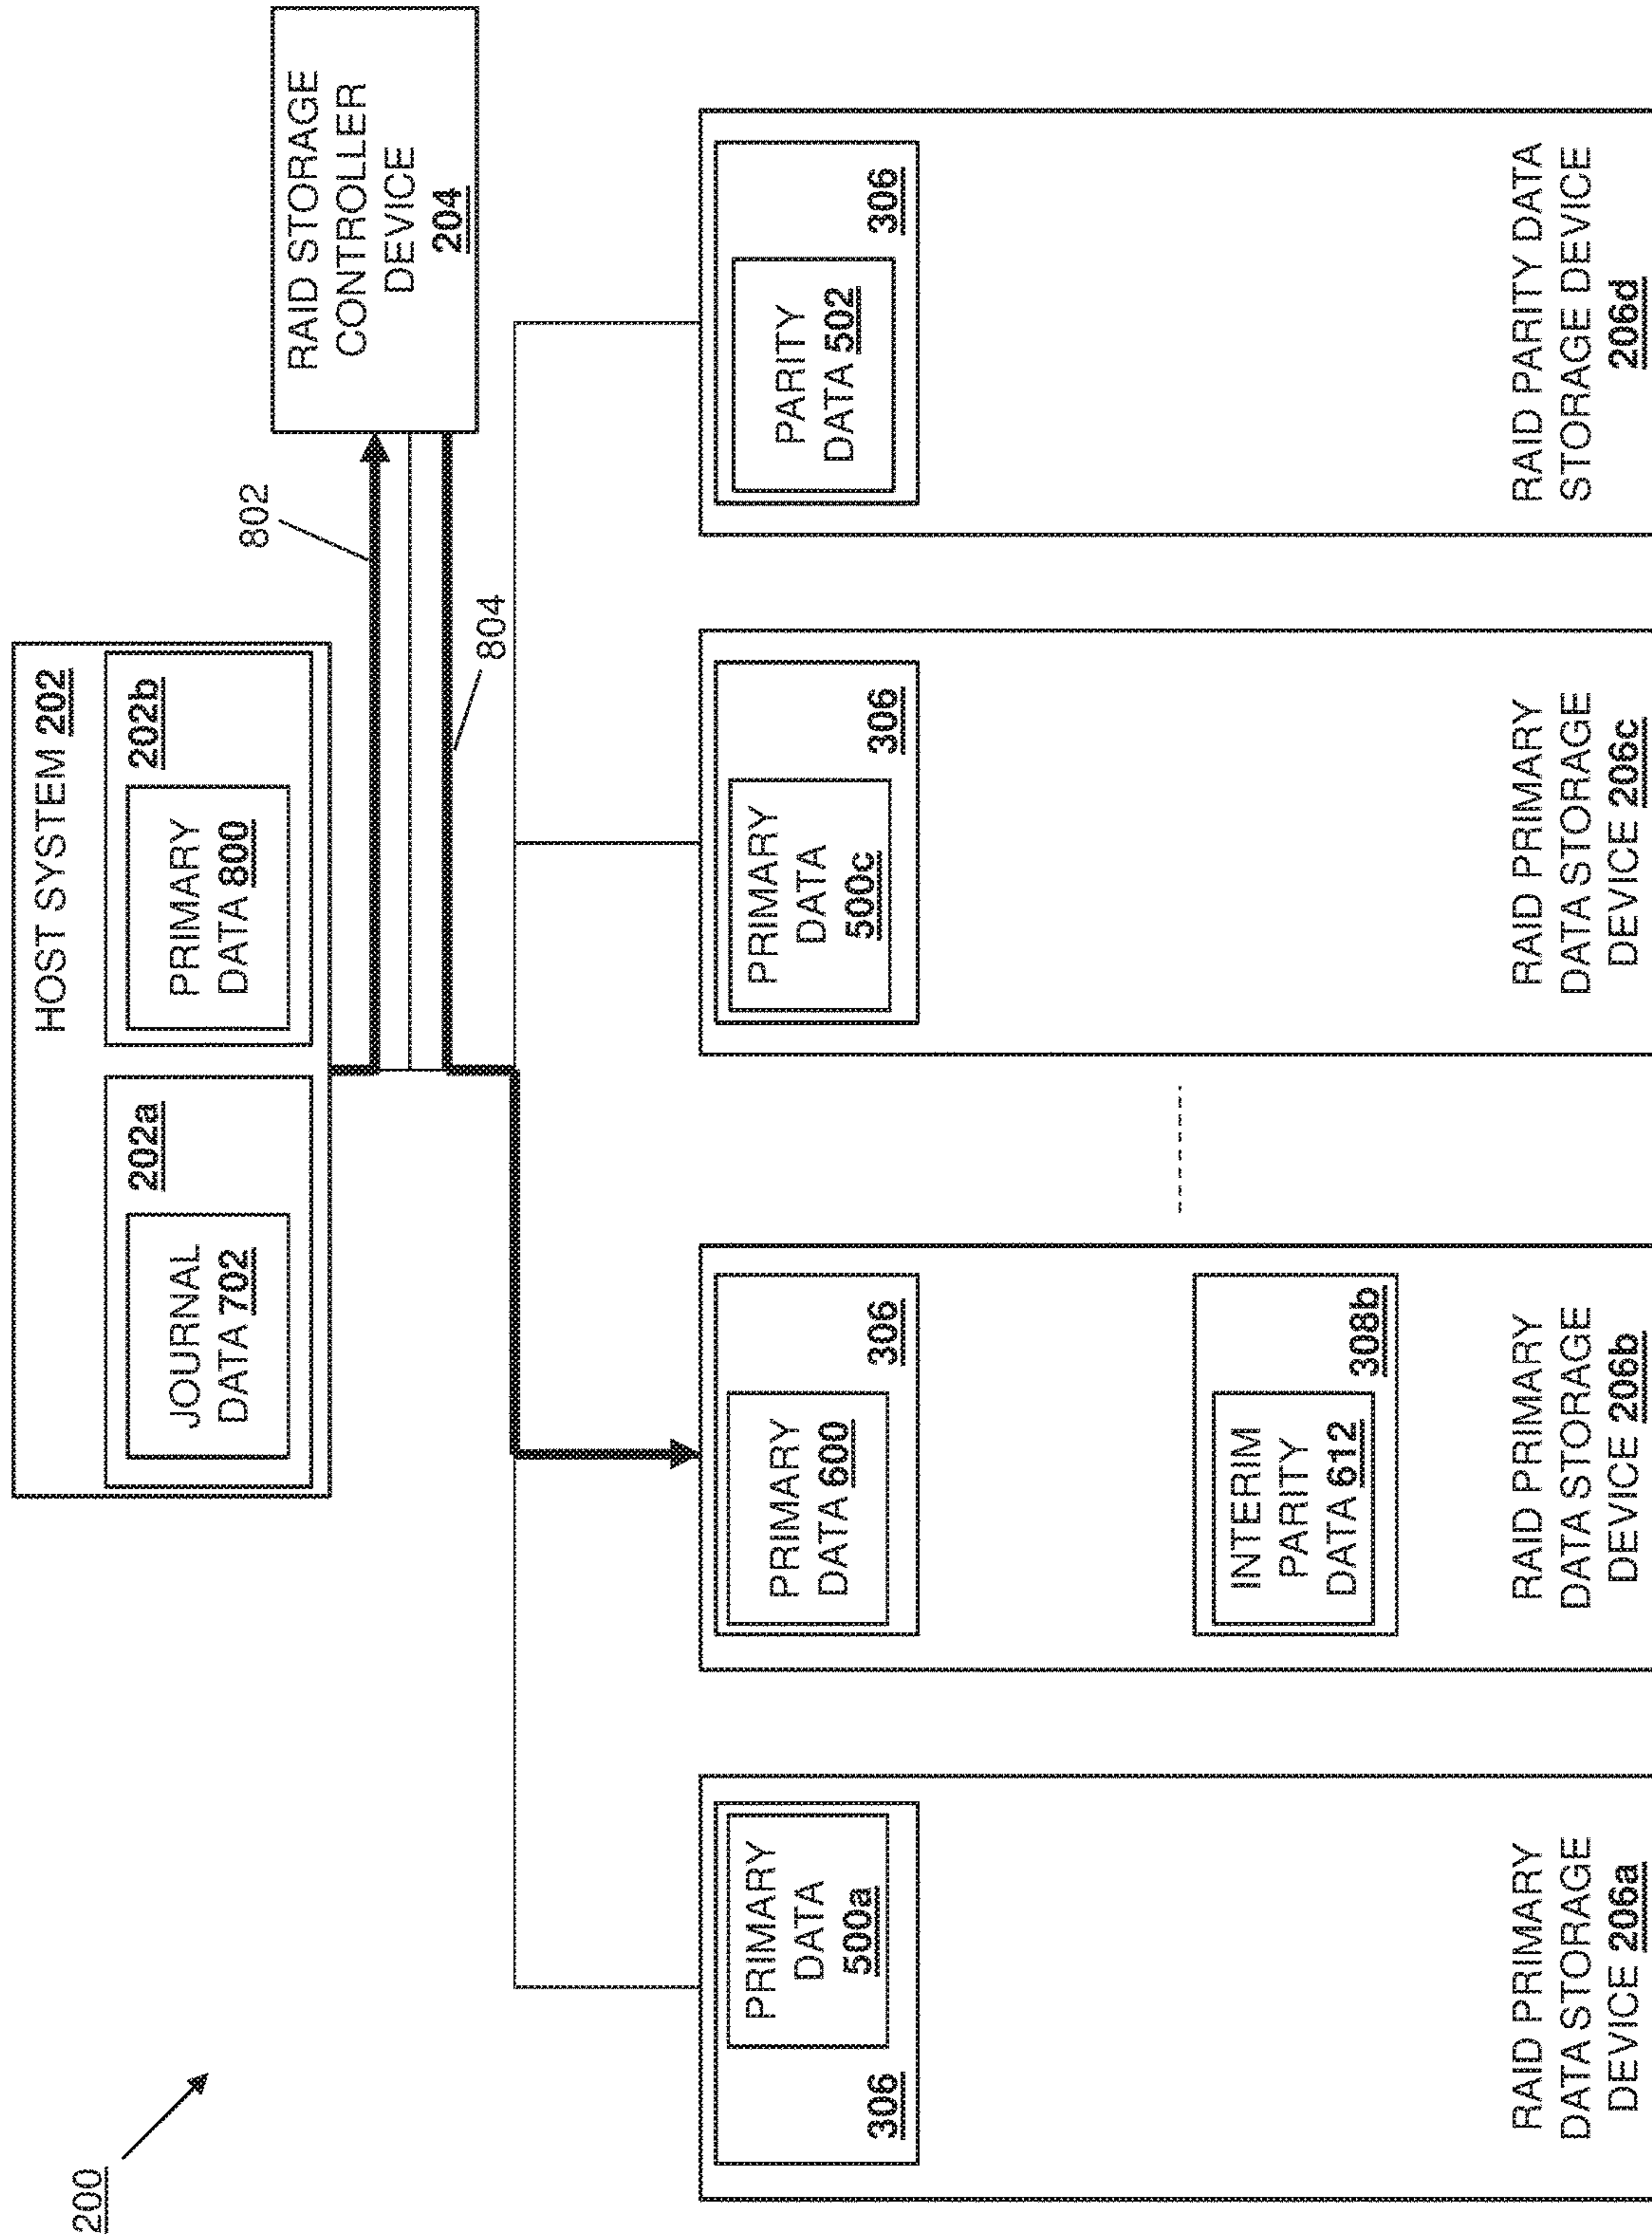 200
HOST SYSTEM 202
202a
JOURNAL
DATA 702
202b
PRIMARY
DATA 800
802
804
RAID STORAGE
CONTROLLER
DEVICE
204
306
PRIMARY
DATA
500a
RAID PRIMARY
DATA STORAGE
DEVICE 206a
PRIMARY
DATA 600
306
INTERIM
PARITY
DATA 612
308b
RAID PRIMARY
DATA STORAGE
DEVICE 206b
PRIMARY
DATA
500c
306
RAID PRIMARY
DATA STORAGE
DEVICE 206c
PARITY
DATA 502
306
RAID PARITY DATA
STORAGE DEVICE
206d